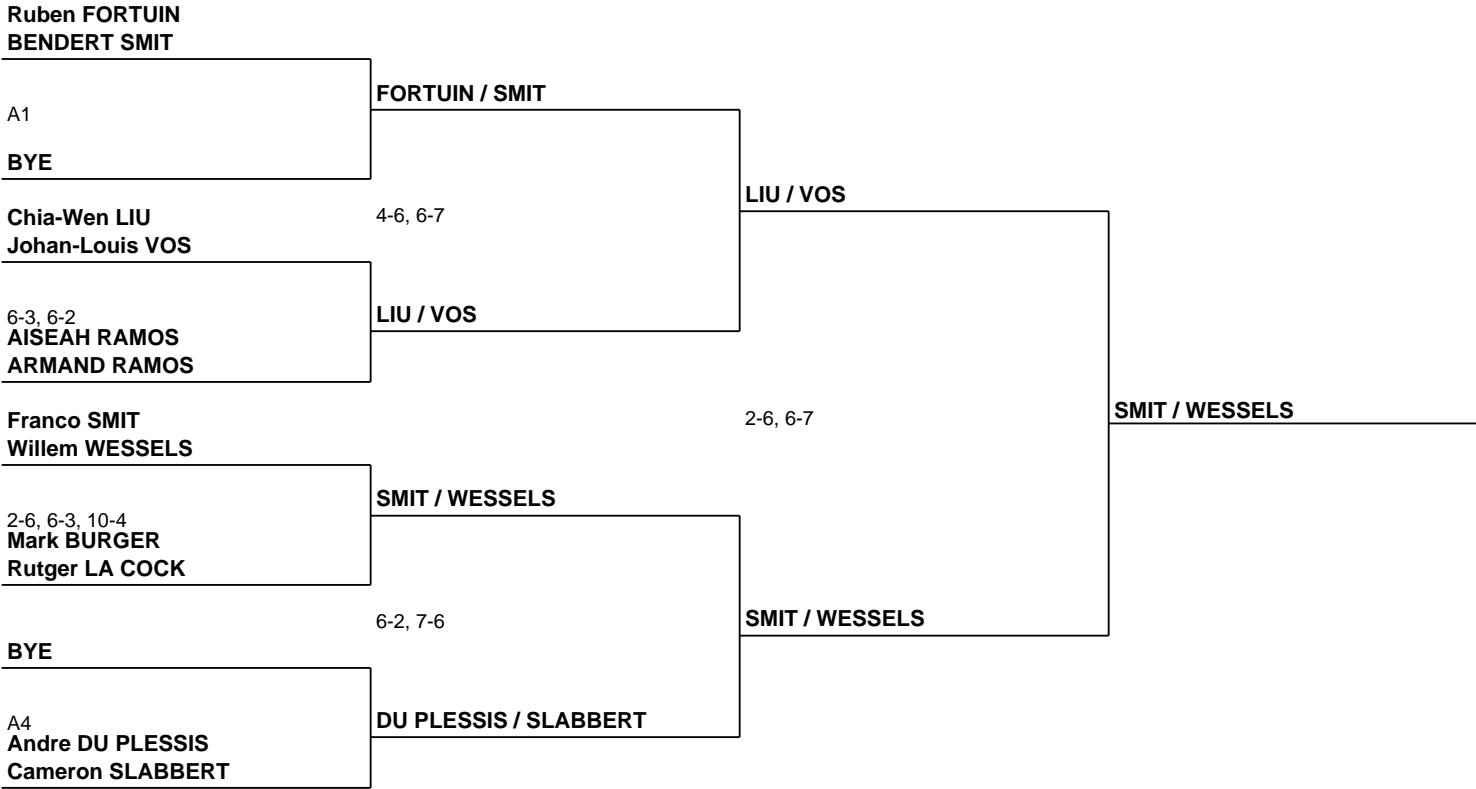 Ruben FORTUIN
BENDERT SMIT
A1
BYE
Chia-Wen LIU
Johan-Louis VOS
6-3, 6-2
AISEAH RAMOS
ARMAND RAMOS
Franco SMIT
Willem WESSELS
2-6, 6-3, 10-4
Mark BURGER
Rutger LA COCK
BYE
A4
Andre DU PLESSIS
Cameron SLABBERT
FORTUIN / SMIT
4-6, 6-7
LIU / VOS
SMIT / WESSELS
6-2, 7-6
DU PLESSIS / SLABBERT
LIU / VOS
2-6, 6-7
SMIT / WESSELS
SMIT / WESSELS